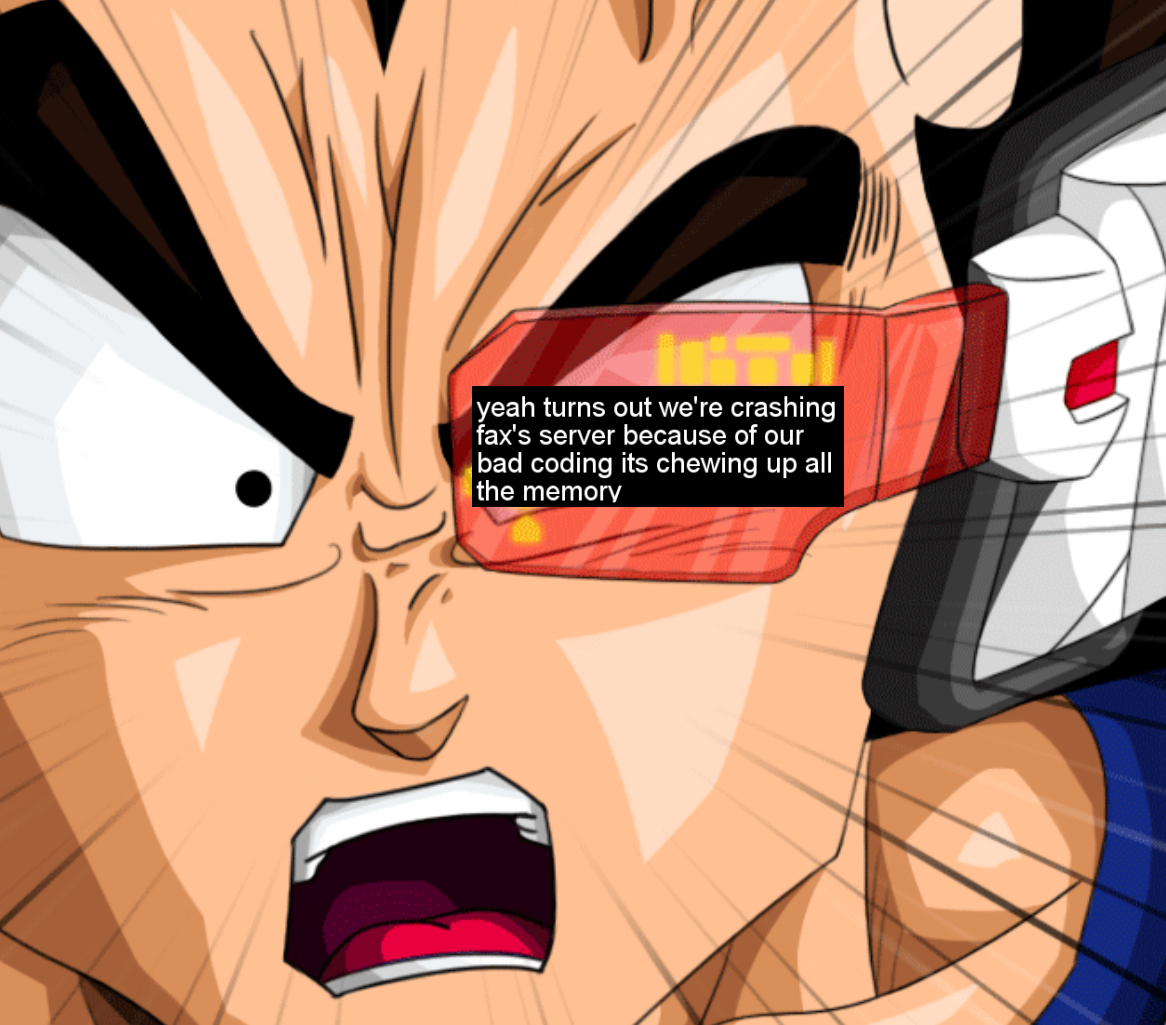 yeah turns out we're crashing
fax's server because of our
bad coding its chewing up all
the memory